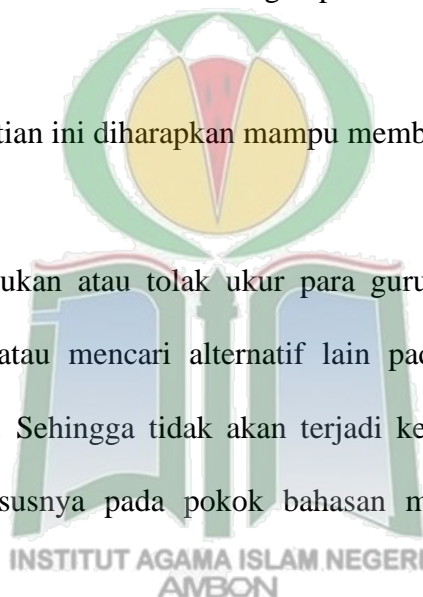 tian ini diharapkan mampu memb
ukan atau tolak ukur para guru
atau mencari alternatif lain pad
Sehingga tidak akan terjadi ke
ususnya pada pokok bahasan m
INSTITUT AGAMA ISLAM NEGERI
AMBON